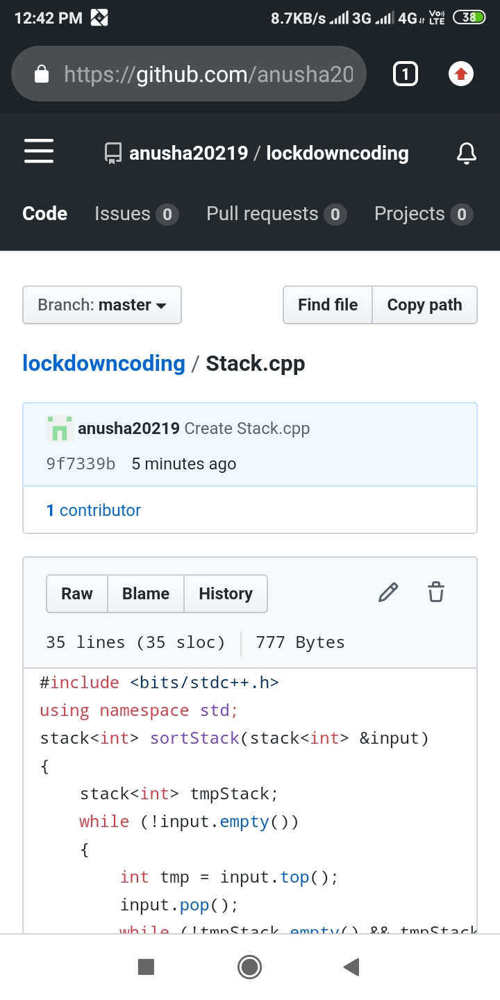 12:42 PM 8.7KB/s 3G 4G Vo) LTE 38
https://github.com/anusha20 1
anusha20219 / lockdowncoding
Code Issues 0 Pull requests 0 Projects 0
Branch: master Find file Copy path
lockdowncoding / Stack.cpp
anusha20219 Create Stack.cpp
9f7339b 5 minutes ago
1 contributor
Raw Blame History
35 lines (35 sloc) 777 Bytes
#include <bits/stdc++.h>
using namespace std;
stack<int> sortStack(stack<int> &input)
{
stack<int> tmpStack;
while (!input.empty())
{
int tmp = input.top();
input.pop();
while (!tmpStack.empty() && tmpStack